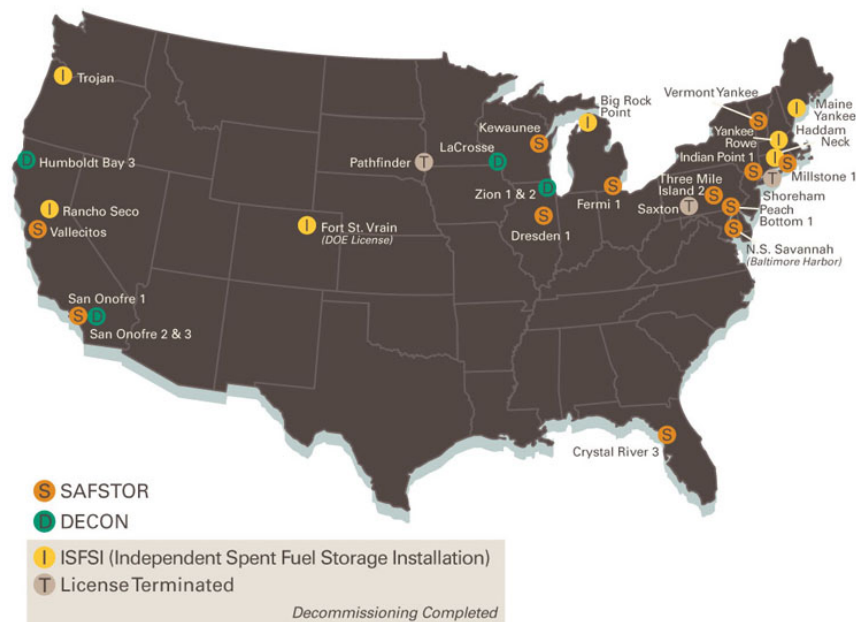 Trojan
Humboldt Bay 3
Rancho Seco
Vallecitos
San Onofre 1
San Onofre 2 & 3
Fort St. Vrain
(DOE License)
Pathfinder
LaCrosse
Kewaunee
Big Rock
Point
Zion 1 & 2
Dresden 1
Fermi 1
Vermont Yankee
Maine
Yankee
Yankee
Rowe
Haddam
Neck
Indian Point 1
Millstone 1
Three Mile
Island 2
Shoreham
Saxton
Peach
Bottom 1
N.S. Savannah
(Baltimore Harbor)
Crystal River 3
I
D
I
S
S
D
I
T
D
S
I
D
S
S
S
I
I
I
S
S
T
S
T
S
S
S
S SAFSTOR
D DECON
I ISFSI (Independent Spent Fuel Storage Installation)
T License Terminated
Decommissioning Completed